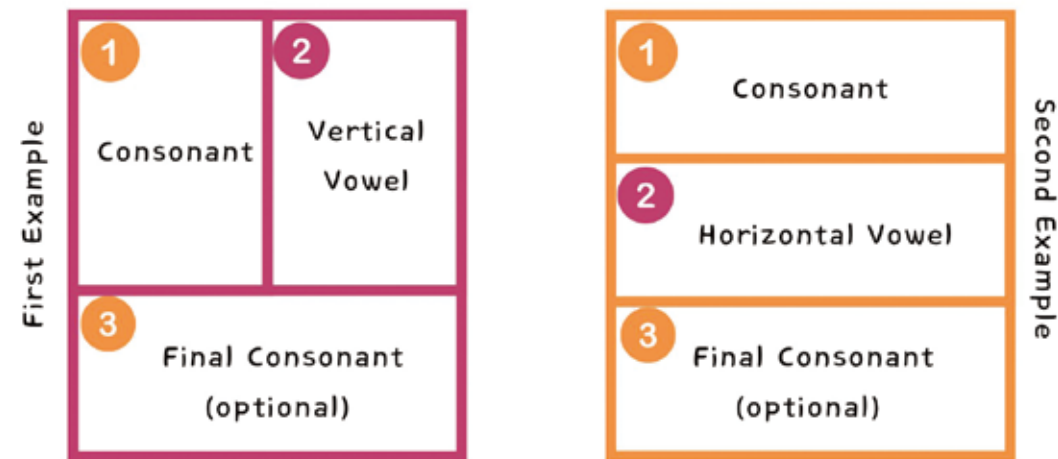 First Example
1
Consonant
2
Vertical
Vowel
3
Final Consonant
(optional)
1
Consonant
2
Horizontal Vowel
3
Final Consonant
(optional)
Second Example